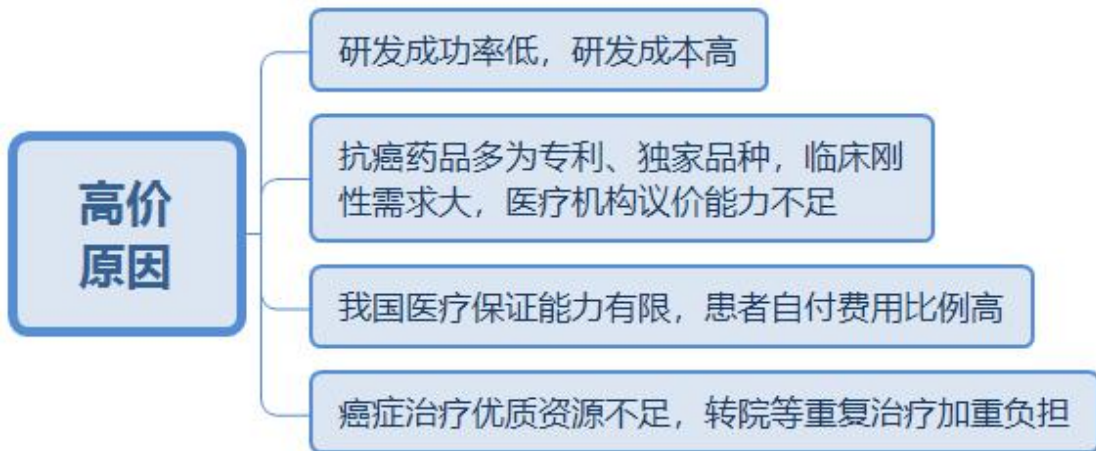 高价
原因
研发成功率低，研发成本高
抗癌药品多为专利、独家品种，临床刚
性需求大，医疗机构议价能力不足
我国医疗保证能力有限，患者自付费用比例高
癌症治疗优质资源不足，转院等重复治疗加重负担